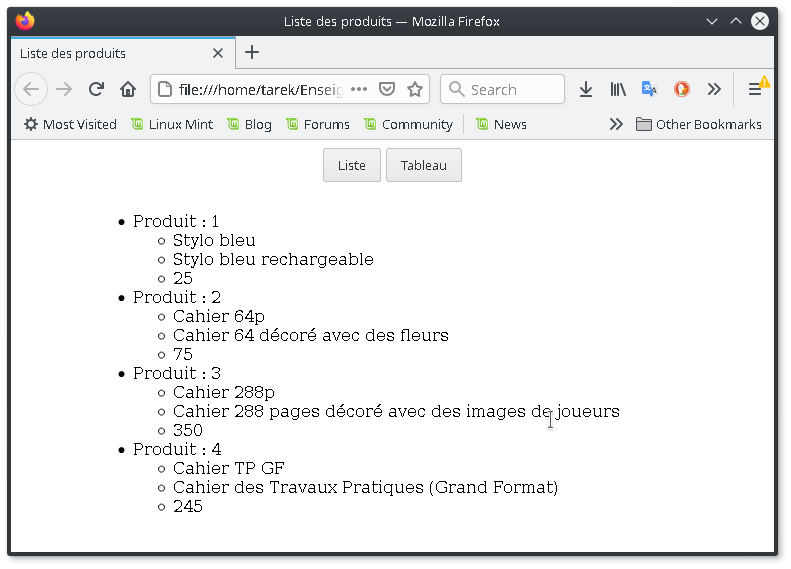 Liste des produits — Mozilla Firefox
Liste des produits
file:///home/tarek/Enseig
Search
Most Visited Linux Mint Blog Forums Community News Other Bookmarks
Liste Tableau
Produit : 1
Stylo bleu
Stylo bleu rechargeable
25
Produit : 2
Cahier 64p
Cahier 64 décoré avec des fleurs
75
Produit : 3
Cahier 288p
Cahier 288 pages décoré avec des images de joueurs
350
Produit : 4
Cahier TP GF
Cahier des Travaux Pratiques (Grand Format)
245